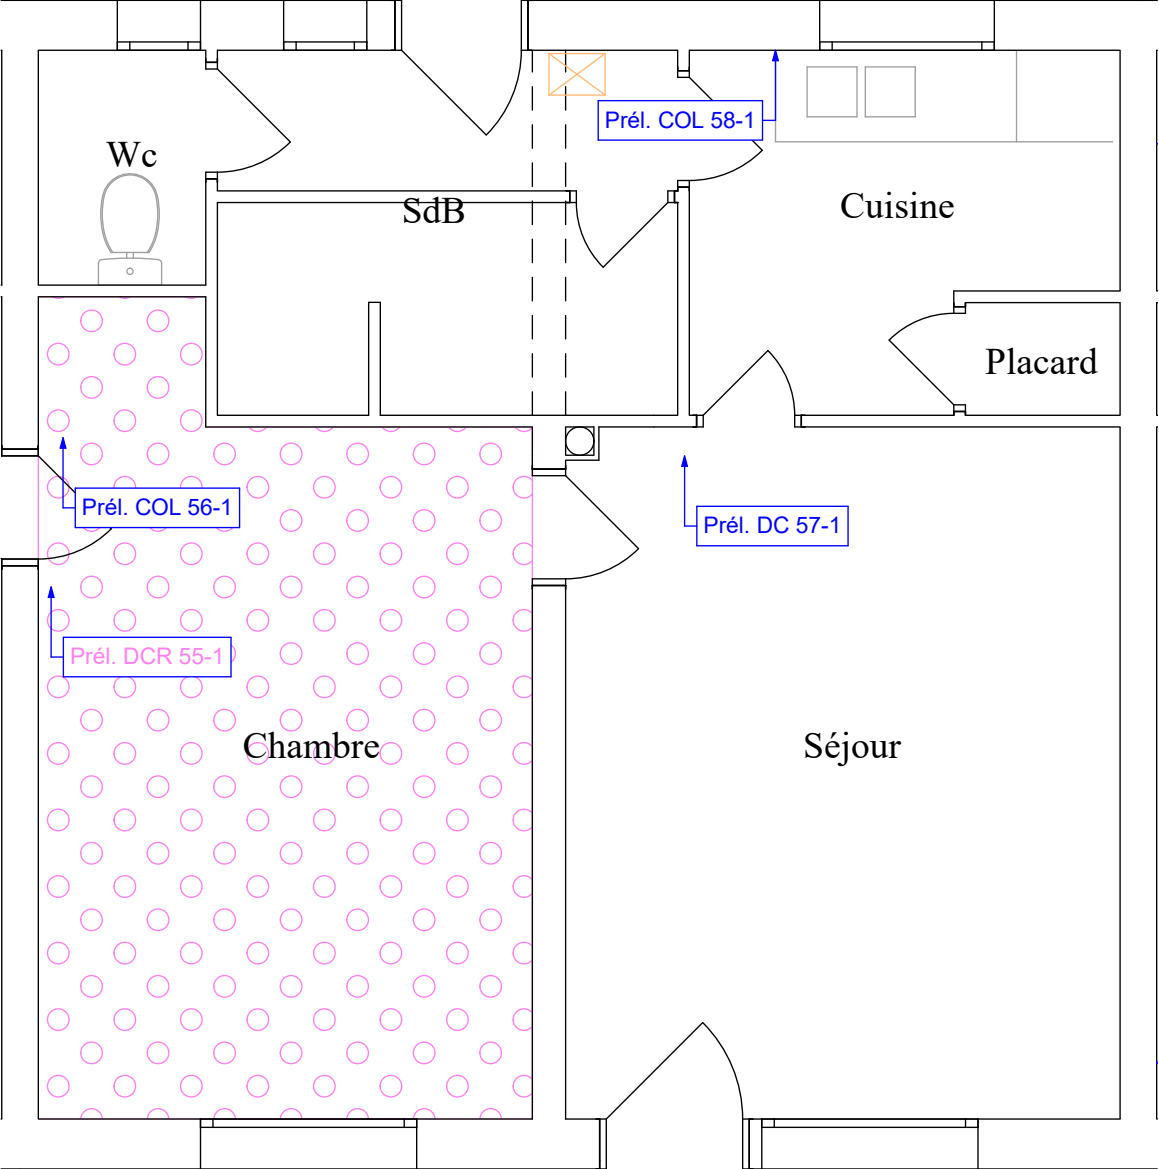 Prél. COL 58-1
Wc
SdB
Cuisine
Placard
Prél. COL 56-1
Prél. DC 57-1
Prél. DCR 55-1
Chambre
Séjour